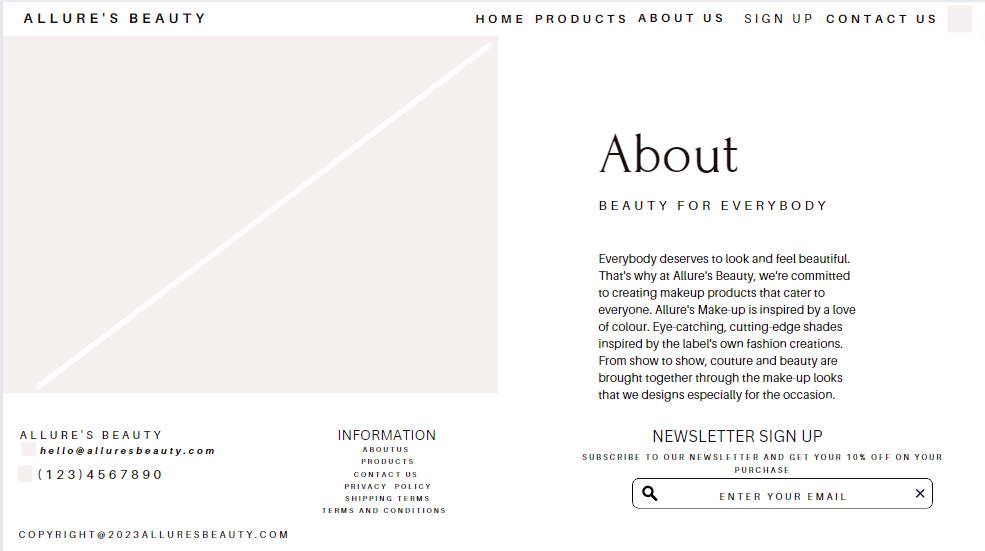 ALLURE'S BEAUTY
HOME PRODUCTS ABOUT US SIGN UP CONTACT US
About
BEAUTY FOR EVERYBODY
Everybody deserves to look and feel beautiful.
That's why at Allure's Beauty, we're committed
to creating makeup products that cater to
everyone. Allure's Make-up is inspired by a love
of colour. Eye-catching, cutting-edge shades
inspired by the label's own fashion creations.
From show to show, couture and beauty are
brought together through the make-up looks
that we designs especially for the occasion.
ALLURE'S BEAUTY
hello@alluresbeauty.com
(123)4567890
COPYRIGHT@2023ALLURESBEAUTY.COM
INFORMATION
ABOUTUS
PRODUCTS
CONTACT US
PRIVACY POLICY
SHIPPING TERMS
TERMS AND CONDITIONS
NEWSLETTER SIGN UP
SUBSCRIBE TO OUR NEWSLETTER AND GET YOUR 10% OFF ON YOUR
PURCHASE
ENTER YOUR EMAIL